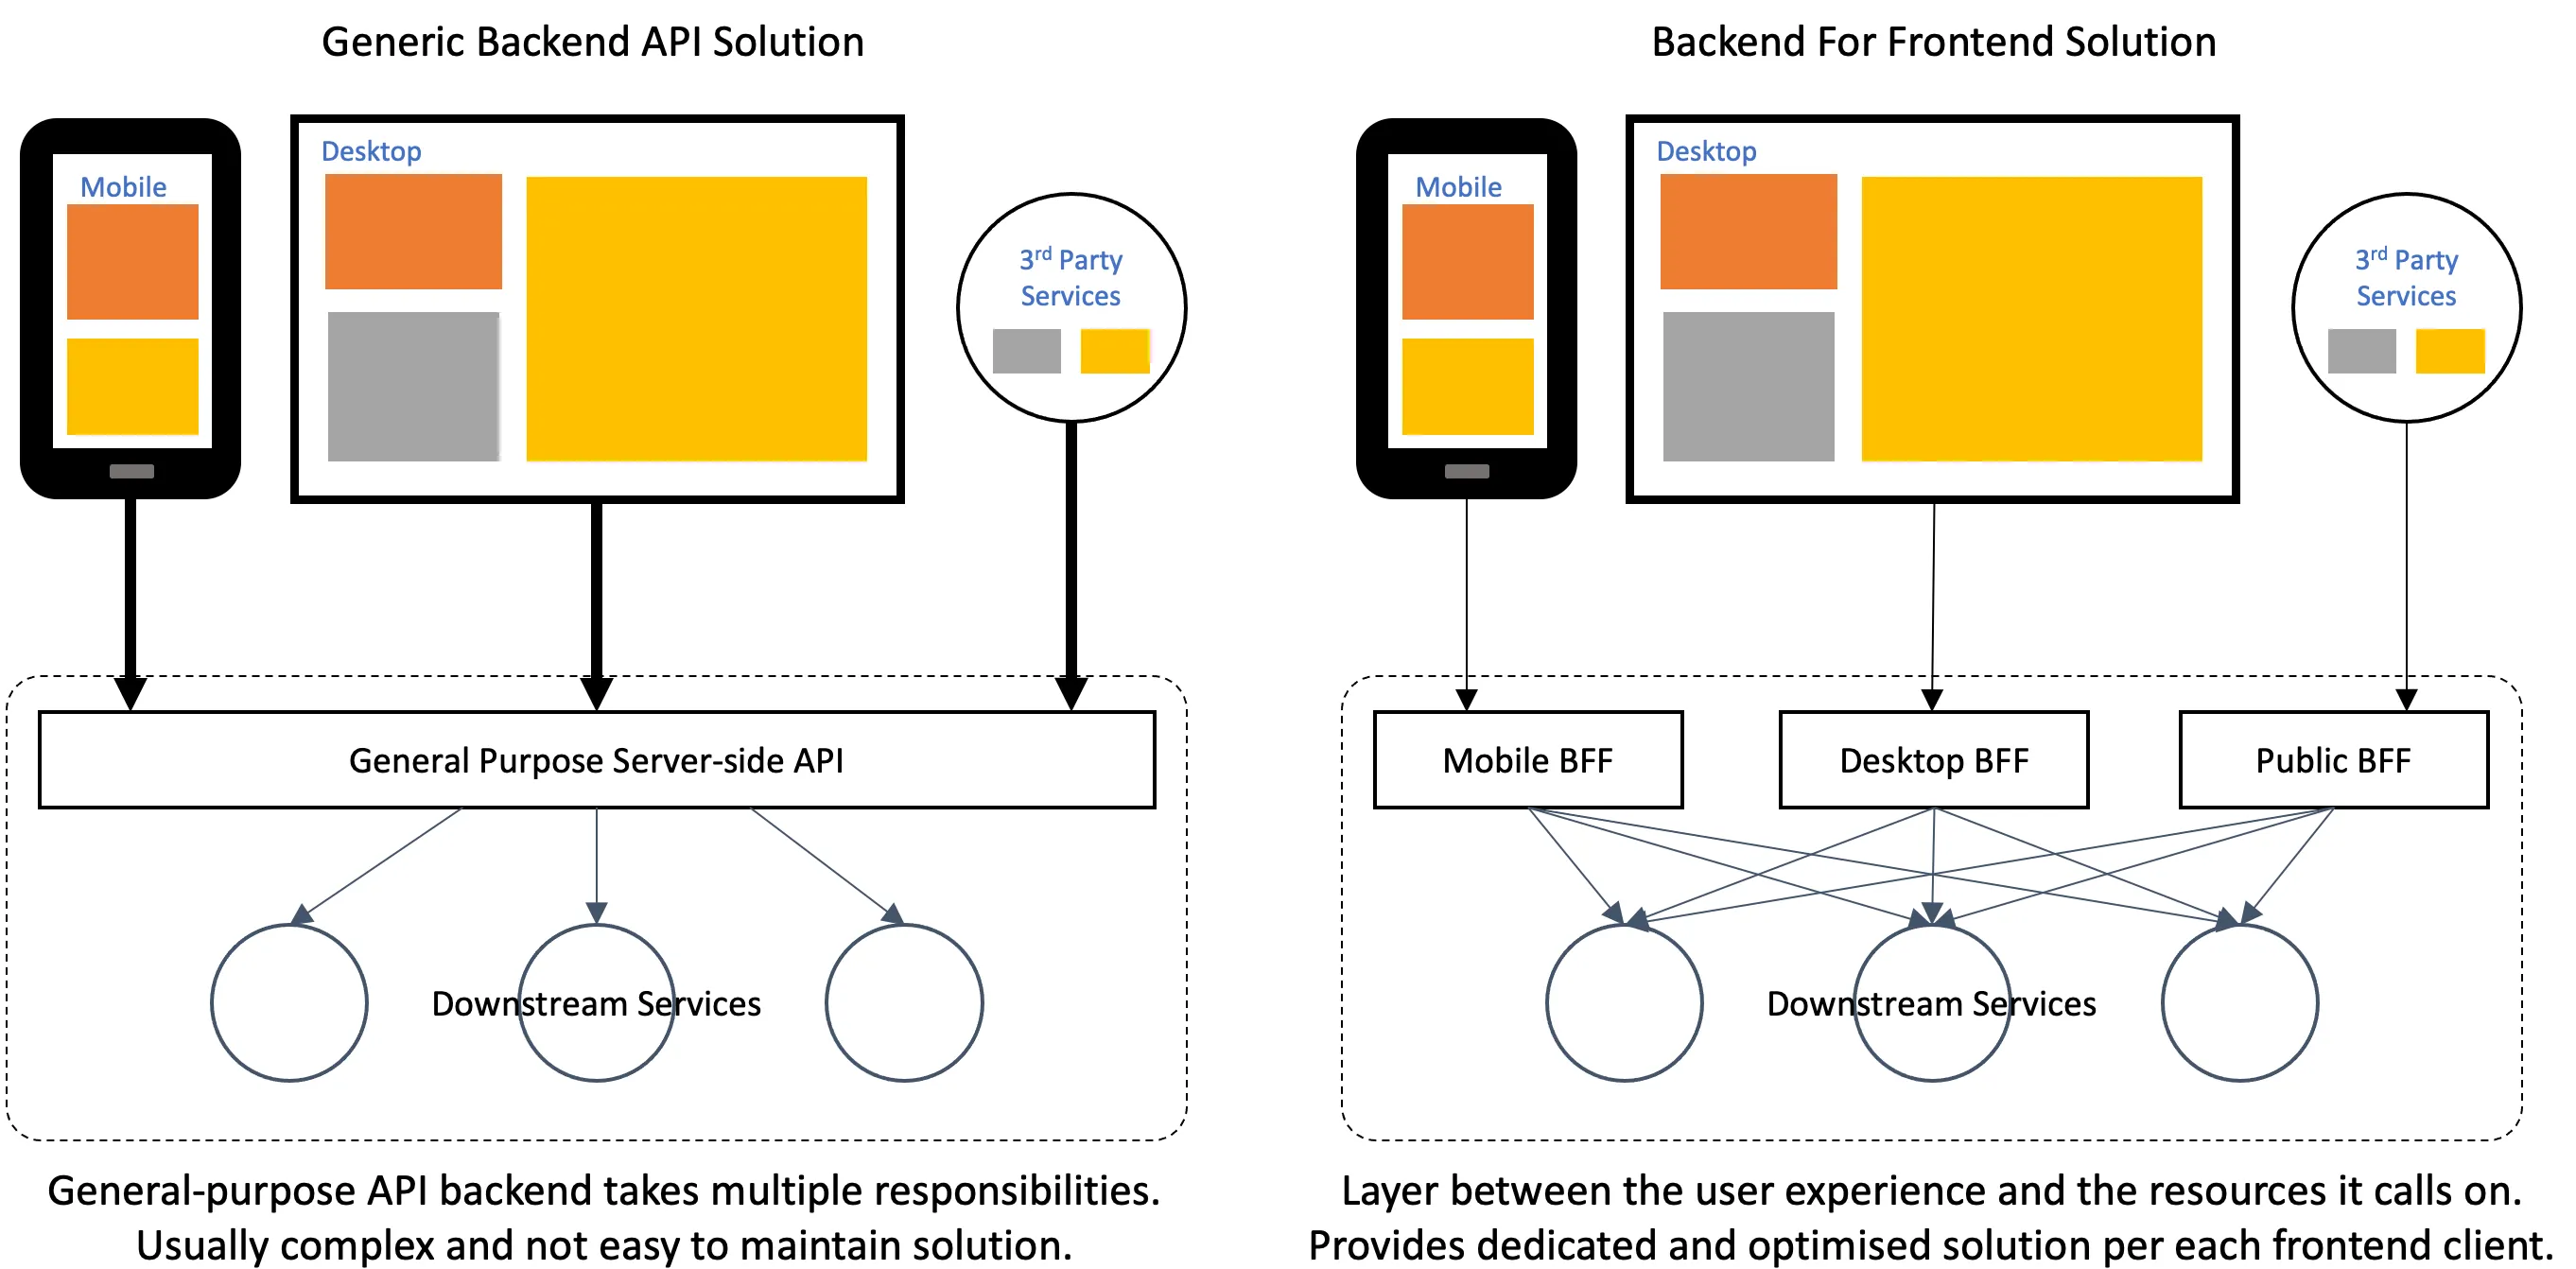 Generic Backend API Solution
Mobile
Desktop
3rd Party
Services
General Purpose Server-side API
Downstream Services
General-purpose API backend takes multiple responsibilities.
Usually complex and not easy to maintain solution.
Backend For Frontend Solution
Mobile
Desktop
3rd Party
Services
Mobile BFF
Desktop BFF
Public BFF
Downstream Services
Layer between the user experience and the resources it calls on.
Provides dedicated and optimised solution per each frontend client.